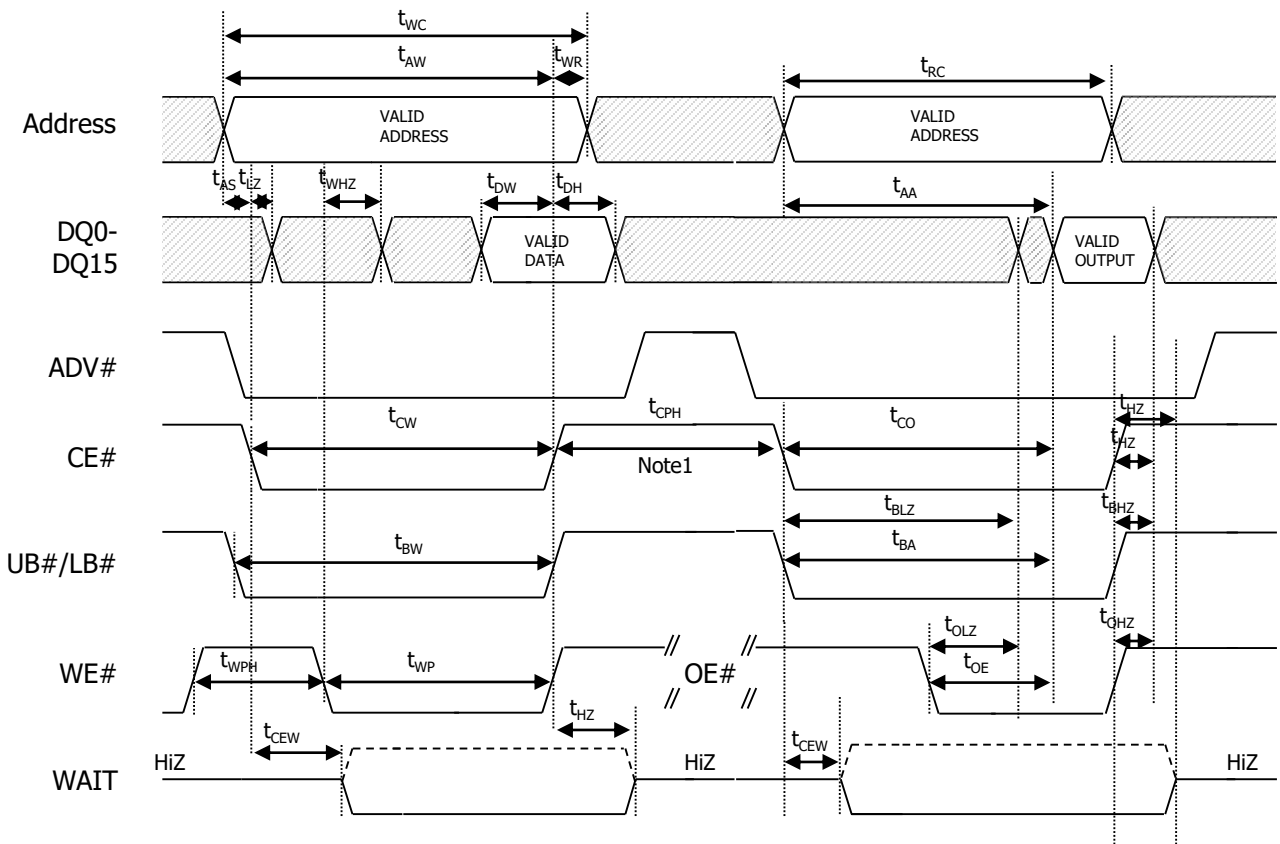 tWC
tAW
tWR
tRC
Address
VALID
ADDRESS
VALID
ADDRESS
tAS
tLZ
tWHZ
tDW
tDH
tAA
DQ0-
DQ15
VALID
DATA
VALID
OUTPUT
ADV#
tCW
tCPH
tCO
tHZ
CE#
Note1
tHZ
tBLZ
tBHZ
UB#/LB#
tBW
tBA
tOLZ
tOHZ
WE#
tWPH
tWP
//
OE#
//
tOE
//
//
tHZ
tCEW
tCEW
WAIT
HiZ
HiZ
HiZ
HiZ